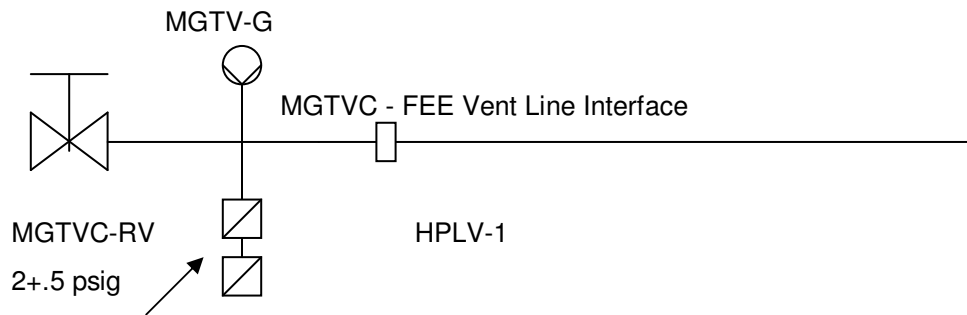 MGTV-G
MGTVC - FEE Vent Line Interface
MGTVC-RV
HPLV-1
2+.5 psig